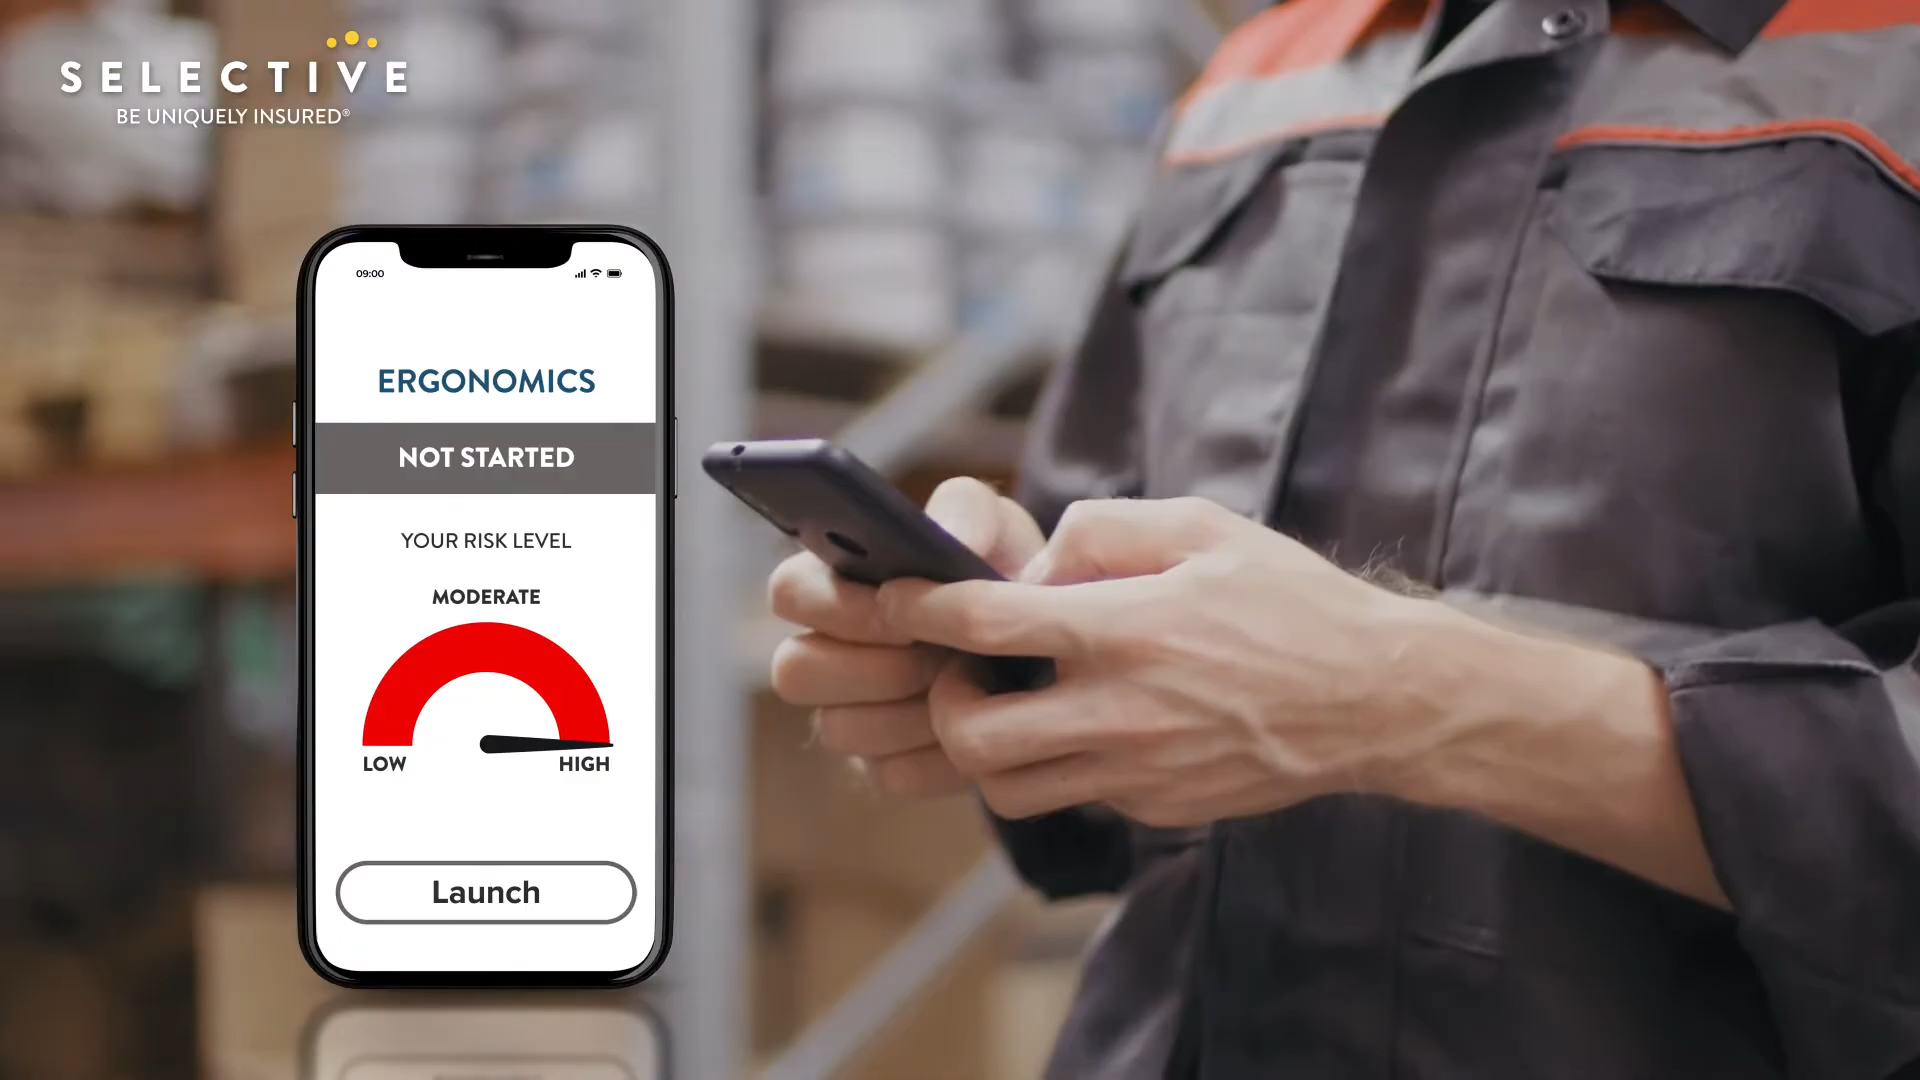 SELECTIVE
BE UNIQUELY INSURED®
09:00
ERGONOMICS
NOT STARTED
YOUR RISK LEVEL
MODERATE
LOW
HIGH
Launch